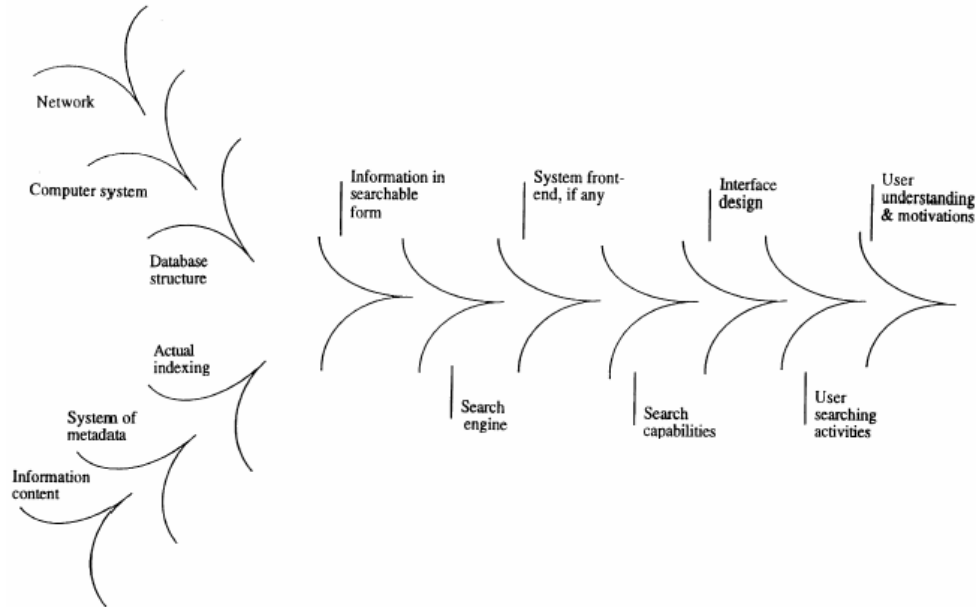 Network
Computer system
Database
structure
Actual
indexing
System of
metadata
Information
content
Information in
searchable
form
Search
engine
System front-
end, if any
Search
capabilities
Interface
design
User
searching
activities
User
understanding
& motivations